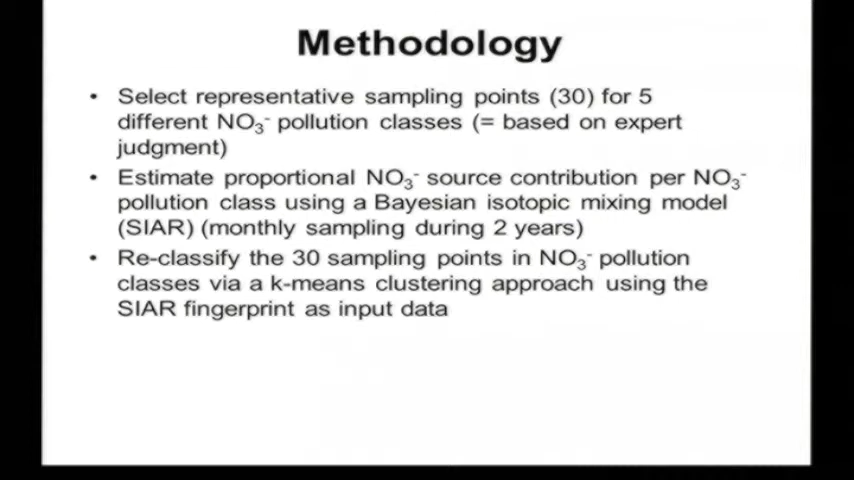 Methodology
• Select representative sampling points (30) for 5
different NO₃⁻ pollution classes (= based on expert
judgment)
• Estimate proportional NO₃⁻ source contribution per NO₃⁻
pollution class using a Bayesian isotopic mixing model
(SIAR) (monthly sampling during 2 years)
• Re-classify the 30 sampling points in NO₃⁻ pollution
classes via a k-means clustering approach using the
SIAR fingerprint as input data